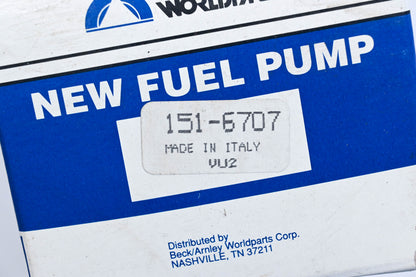 NEW FUEL PUMP
151-6707
MADE IN ITALY
VU2
Distributed by
Beck/Arnley Worldparts Corp.
NASHVILLE, TN 37211